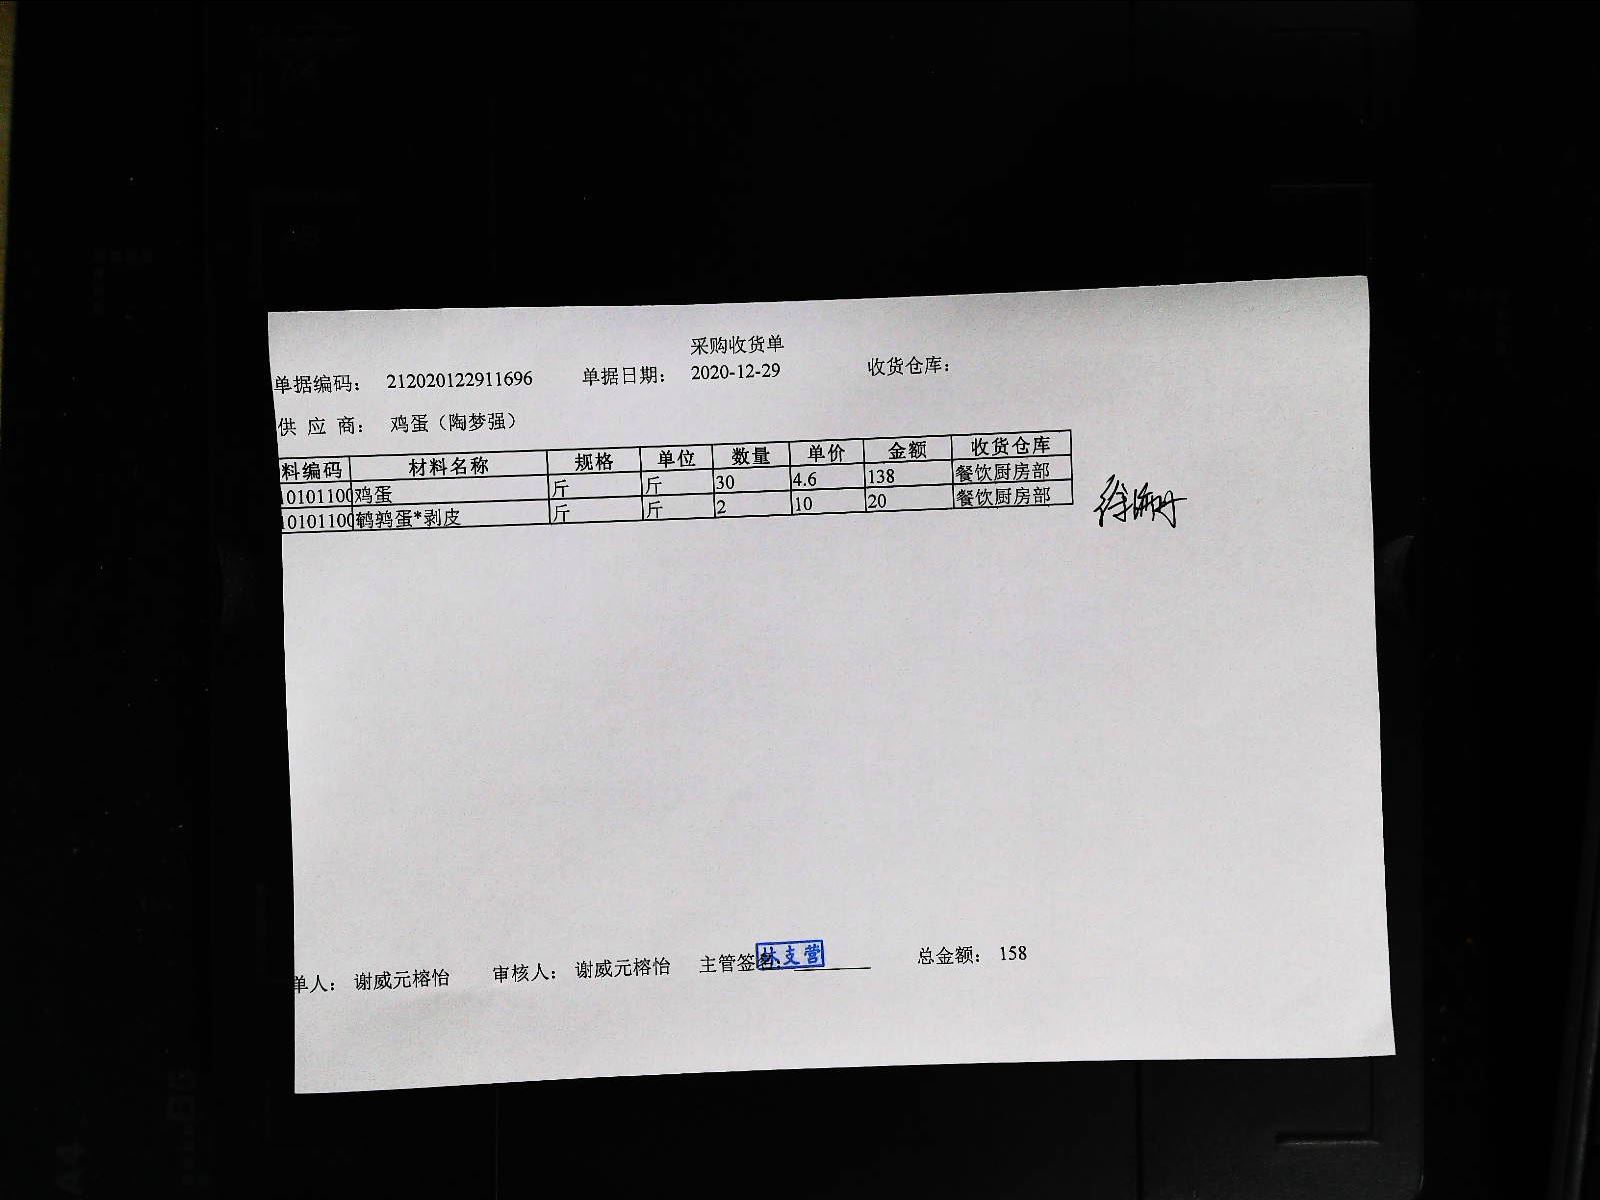 采购收货单
单据编码： 212020122911696 单据日期： 2020-12-29 收货仓库：
供 应 商： 鸡蛋（陶梦强）
料编码 材料名称 规格 单位 数量 单价 金额 收货仓库
10101100 鸡蛋 斤 斤 30 4.6 138 餐饮厨房部
10101100 鹌鹑蛋*剥皮 斤 斤 2 10 20 餐饮厨房部
单人： 谢威元榕怡 审核人： 谢威元榕怡 主管签名： 林支营 总金额： 158
A4